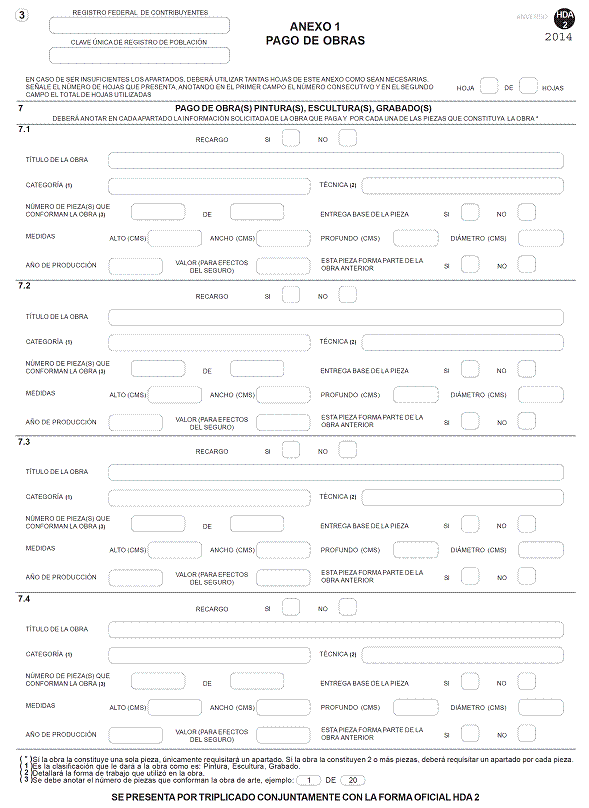 3
REGISTRO FEDERAL DE CONTRIBUYENTES
CLAVE ÚNICA DE REGISTRO DE POBLACIÓN
ANEXO 1
PAGO DE OBRAS
ANVERSO
HDA
2
2014
EN CASO DE SER INSUFICIENTES LOS APARTADOS, DEBERÁ UTILIZAR TANTAS HOJAS DE ESTE ANEXO COMO SEAN NECESARIAS.
SEÑALE EL NÚMERO DE HOJAS QUE PRESENTA, ANOTANDO EN EL PRIMER CAMPO EL NÚMERO CONSECUTIVO Y EN EL SEGUNDO
CAMPO EL TOTAL DE HOJAS UTILIZADAS
HOJA DE HOJAS
7 PAGO DE OBRA(S) PINTURA(S), ESCULTURA(S), GRABADO(S)
DEBERÁ ANOTAR EN CADA APARTADO LA INFORMACIÓN SOLICITADA DE LA OBRA QUE PAGA Y POR CADA UNA DE LAS PIEZAS QUE CONSTITUYA LA OBRA *
7.1
RECARGO SI NO
TÍTULO DE LA OBRA
CATEGORÍA (1) TÉCNICA (2)
NÚMERO DE PIEZA(S) QUE
CONFORMAN LA OBRA (3) DE ENTREGA BASE DE LA PIEZA SI NO
MEDIDAS ALTO (CMS) ANCHO (CMS) PROFUNDO (CMS) DIÁMETRO (CMS)
AÑO DE PRODUCCIÓN VALOR (PARA EFECTOS
DEL SEGURO) ESTA PIEZA FORMA PARTE DE LA
OBRA ANTERIOR SI NO
7.2
RECARGO SI NO
TÍTULO DE LA OBRA
CATEGORÍA (1) TÉCNICA (2)
NÚMERO DE PIEZA(S) QUE
CONFORMAN LA OBRA (3) DE ENTREGA BASE DE LA PIEZA SI NO
MEDIDAS ALTO (CMS) ANCHO (CMS) PROFUNDO (CMS) DIÁMETRO (CMS)
AÑO DE PRODUCCIÓN VALOR (PARA EFECTOS
DEL SEGURO) ESTA PIEZA FORMA PARTE DE LA
OBRA ANTERIOR SI NO
7.3
RECARGO SI NO
TÍTULO DE LA OBRA
CATEGORÍA (1) TÉCNICA (2)
NÚMERO DE PIEZA(S) QUE
CONFORMAN LA OBRA (3) DE ENTREGA BASE DE LA PIEZA SI NO
MEDIDAS ALTO (CMS) ANCHO (CMS) PROFUNDO (CMS) DIÁMETRO (CMS)
AÑO DE PRODUCCIÓN VALOR (PARA EFECTOS
DEL SEGURO) ESTA PIEZA FORMA PARTE DE LA
OBRA ANTERIOR SI NO
7.4
RECARGO SI NO
TÍTULO DE LA OBRA
CATEGORÍA (1) TÉCNICA (2)
NÚMERO DE PIEZA(S) QUE
CONFORMAN LA OBRA (3) DE ENTREGA BASE DE LA PIEZA SI NO
MEDIDAS ALTO (CMS) ANCHO (CMS) PROFUNDO (CMS) DIÁMETRO (CMS)
AÑO DE PRODUCCIÓN VALOR (PARA EFECTOS
DEL SEGURO) ESTA PIEZA FORMA PARTE DE LA
OBRA ANTERIOR SI NO
( * ) Si la obra la constituye una sola pieza, únicamente requisitará un apartado. Si la obra la constituyen 2 o más piezas, deberá requisitar un apartado por cada pieza.
( 1 ) Es la clasificación que le dará a la obra como es: Pintura, Escultura, Grabado.
( 2 ) Detallará la forma de trabajo que utilizó en la obra.
( 3 ) Se debe anotar el número de piezas que conforman la obra de arte, ejemplo: 1 DE 20
SE PRESENTA POR TRIPLICADO CONJUNTAMENTE CON LA FORMA OFICIAL HDA 2